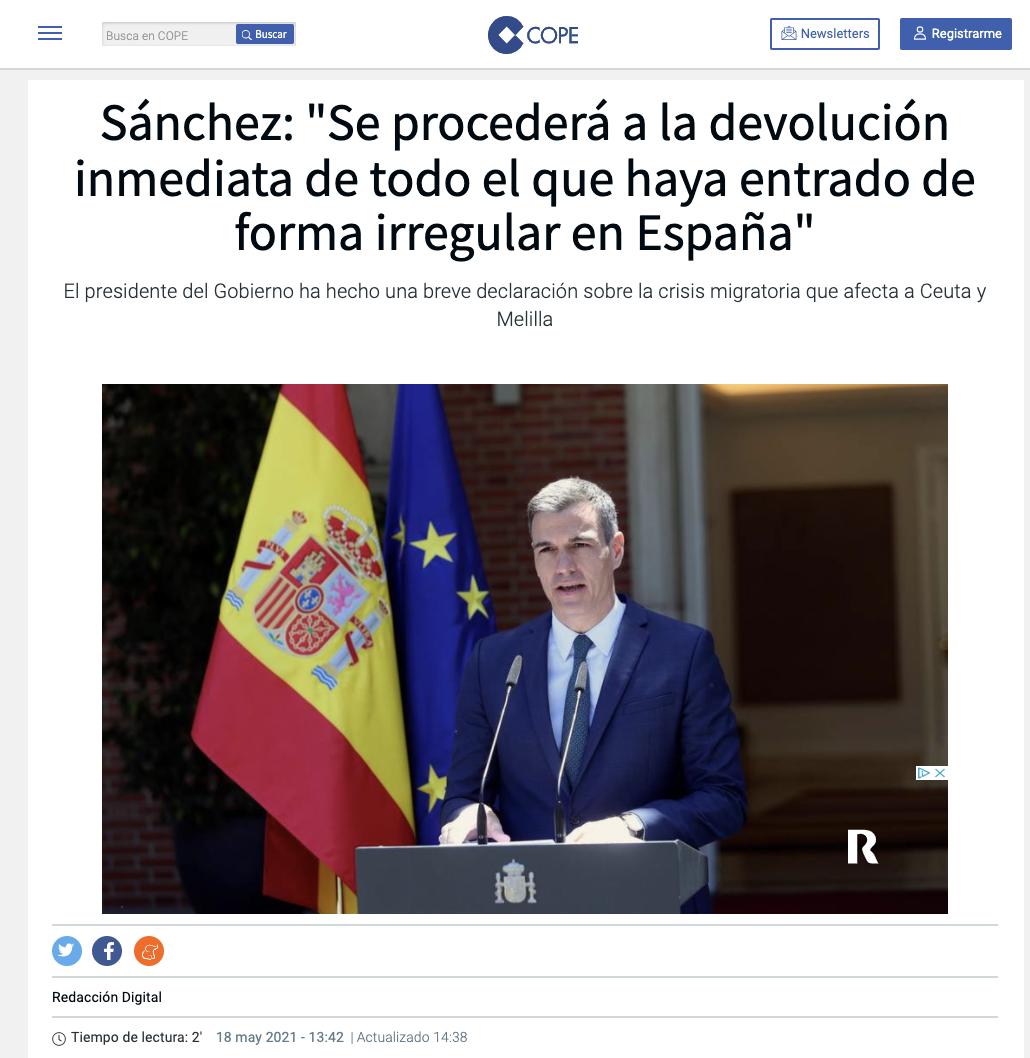 Busca en COPE
Buscar
COPE
Newsletters
Registrarme
Sánchez: "Se procederá a la devolución
inmediata de todo el que haya entrado de
forma irregular en España"
El presidente del Gobierno ha hecho una breve declaración sobre la crisis migratoria que afecta a Ceuta y
Melilla
R
Redacción Digital
Tiempo de lectura: 2' 18 may 2021 - 13:42 | Actualizado 14:38